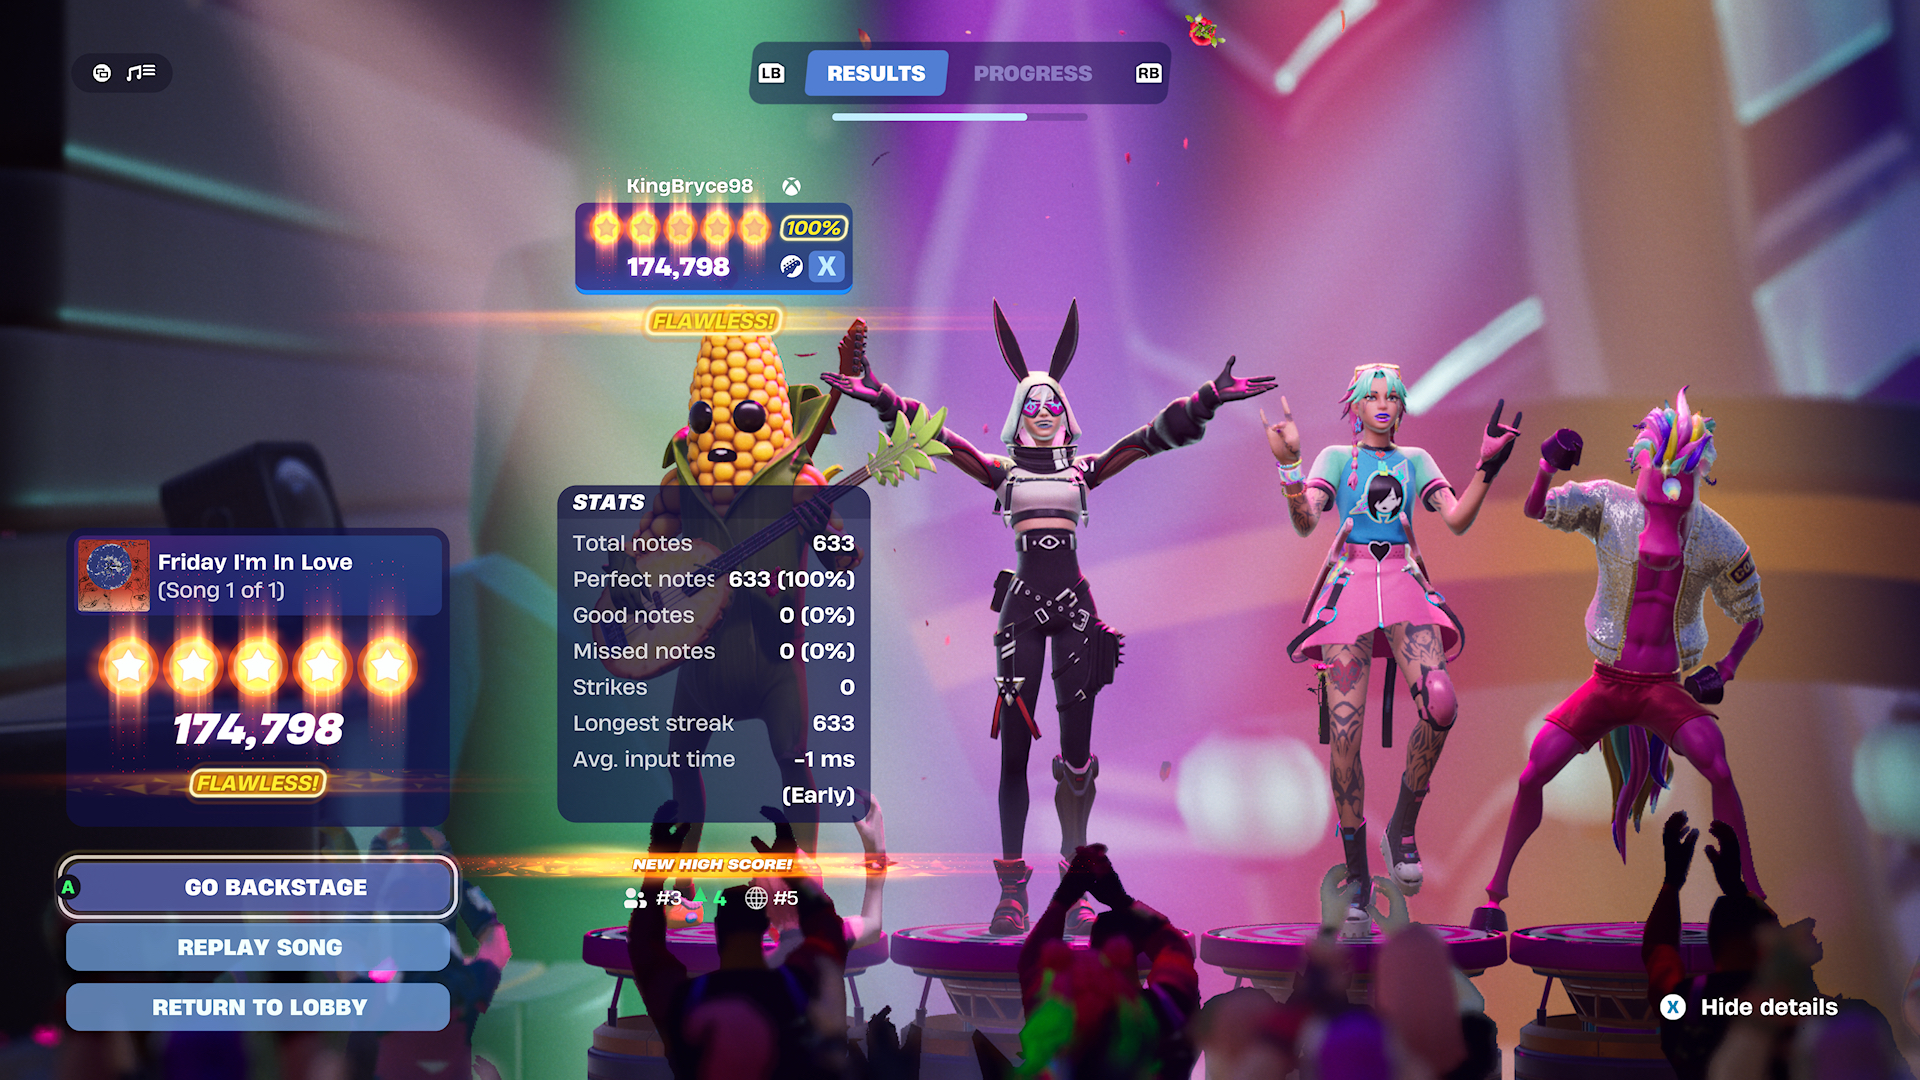 LB
RESULTS
PROGRESS
RB
KingBryce98
100%
174,798
X
FLAWLESS!
STATS
Total notes 633
Perfect notes 633 (100%)
Good notes 0 (0%)
Missed notes 0 (0%)
Strikes 0
Longest streak 633
Avg. input time -1 ms
(Early)
NEW HIGH SCORE!
#3 4 #5
Friday I'm In Love
(Song 1 of 1)
174,798
FLAWLESS!
A GO BACKSTAGE
REPLAY SONG
RETURN TO LOBBY
X Hide details